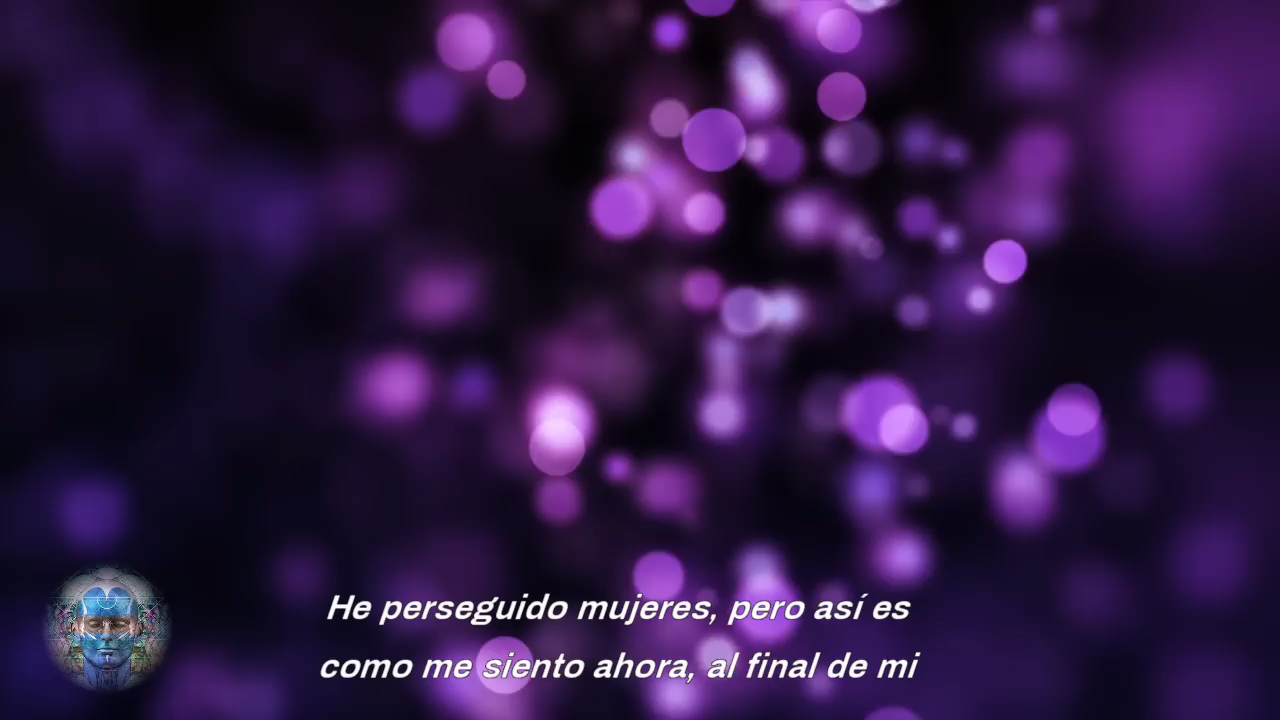 He perseguido mujeres, pero así es
como me siento ahora, al final de mi